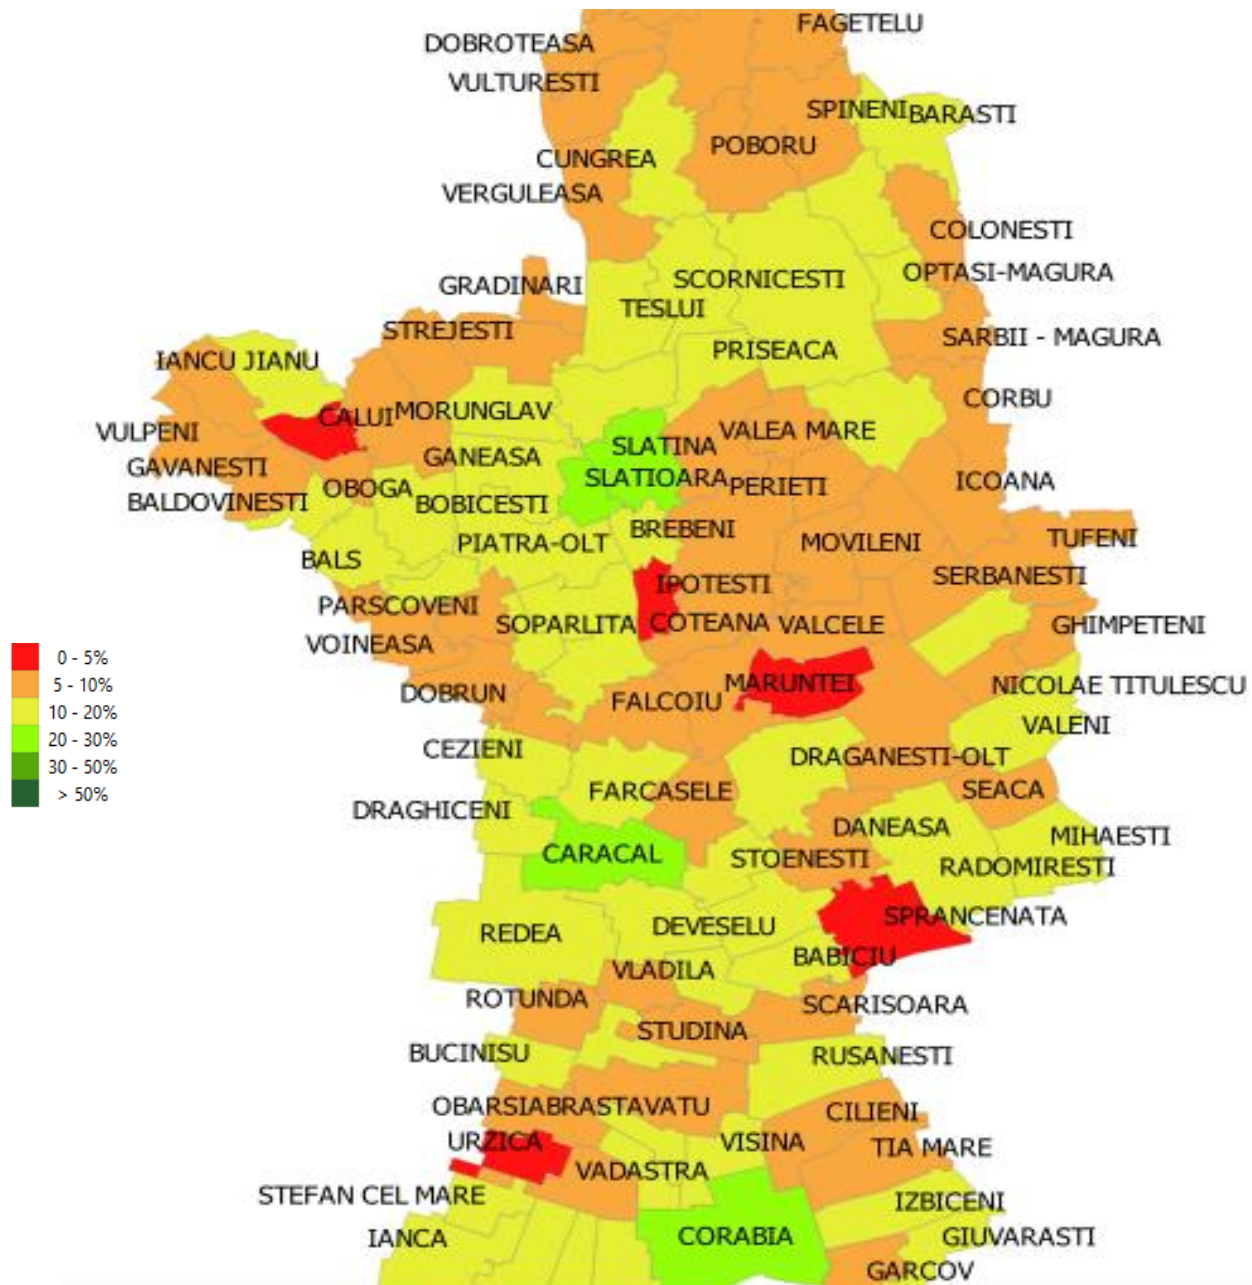 FAGETELU
DOBROTEASA
VULTURESTI
SPINENI
BARASTI
POBORU
CUNGREA
VERGULEASA
COLONESTI
OPTASI-MAGURA
SCORNICESTI
GRADINARI
TESLUI
STREJESTI
SARBII - MAGURA
PRISEACA
IANCU JIANU
CORBU
CALUI
MORUNGLAV
VULPENI
VALEA MARE
SLATINA
GANEASA
GAVANESTI
SLATIOARA
PERIETI
ICOANA
OBOGA
BALDOVINESTI
BOBICESTI
BREBENI
TUFENI
PIATRA-OLT
MOVILENI
BALS
SERBANESTI
IPOTESTI
PARSCOVENI
SOPARLITA
COTEANA
VALCELE
GHIMPETENI
VOINEASA
0 - 5%
5 - 10%
10 - 20%
20 - 30%
30 - 50%
> 50%
MARUNTEI
NICOLAE TITULESCU
DOBRUN
FALCOIU
VALENI
CEZIENI
DRAGANESTI-OLT
FARCASELE
SEACA
DRAGHICENI
DANEASA
MIHAESTI
CARACAL
STOENESTI
RADOMIRESTI
SPRANCENATA
REDEA
DEVESELU
BABICIU
VLADILA
ROTUNDA
SCARISOARA
STUDINA
BUCINISU
RUSANESTI
OBARSIA
BRASTAVATU
CILIENI
URZICA
VISINA
TIA MARE
VADASTRA
STEFAN CEL MARE
IZBICENI
IANCA
CORABIA
GIUVARASTI
GARCOV